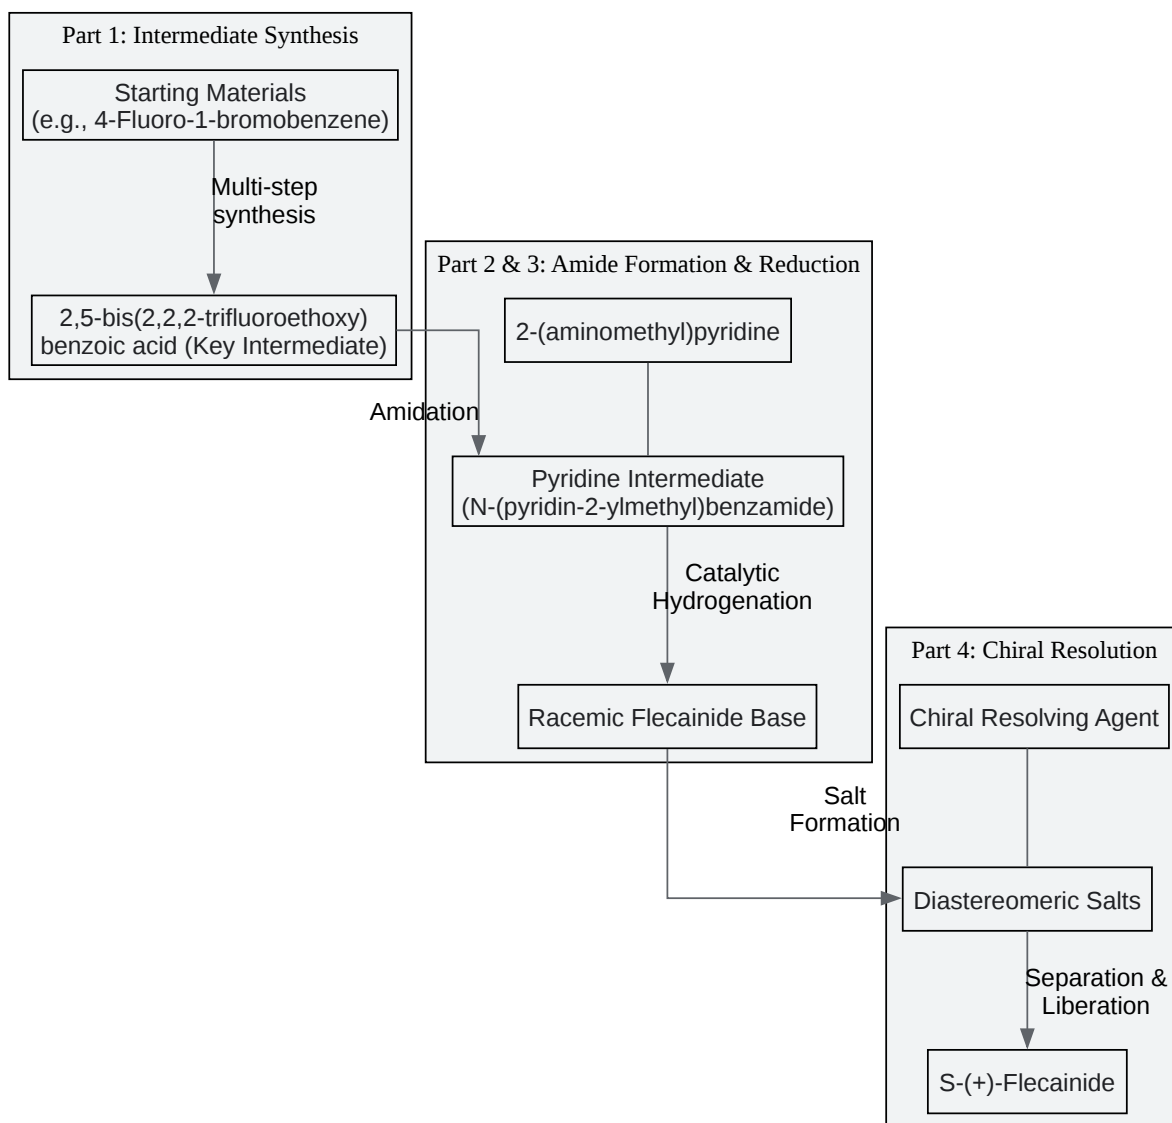 Part 1: Intermediate Synthesis
Starting Materials
(e.g., 4-Fluoro-1-bromobenzene)
Multi-step
synthesis
2,5-bis(2,2,2-trifluoroethoxy)
benzoic acid (Key Intermediate)
Part 2 & 3: Amide Formation & Reduction
2-(aminomethyl)pyridine
Amidation
Pyridine Intermediate
(N-(pyridin-2-ylmethyl)benzamide)
Catalytic
Hydrogenation
Racemic Flecainide Base
Part 4: Chiral Resolution
Chiral Resolving Agent
Salt
Formation
Diastereomeric Salts
Separation &
Liberation
S-(+)-Flecainide